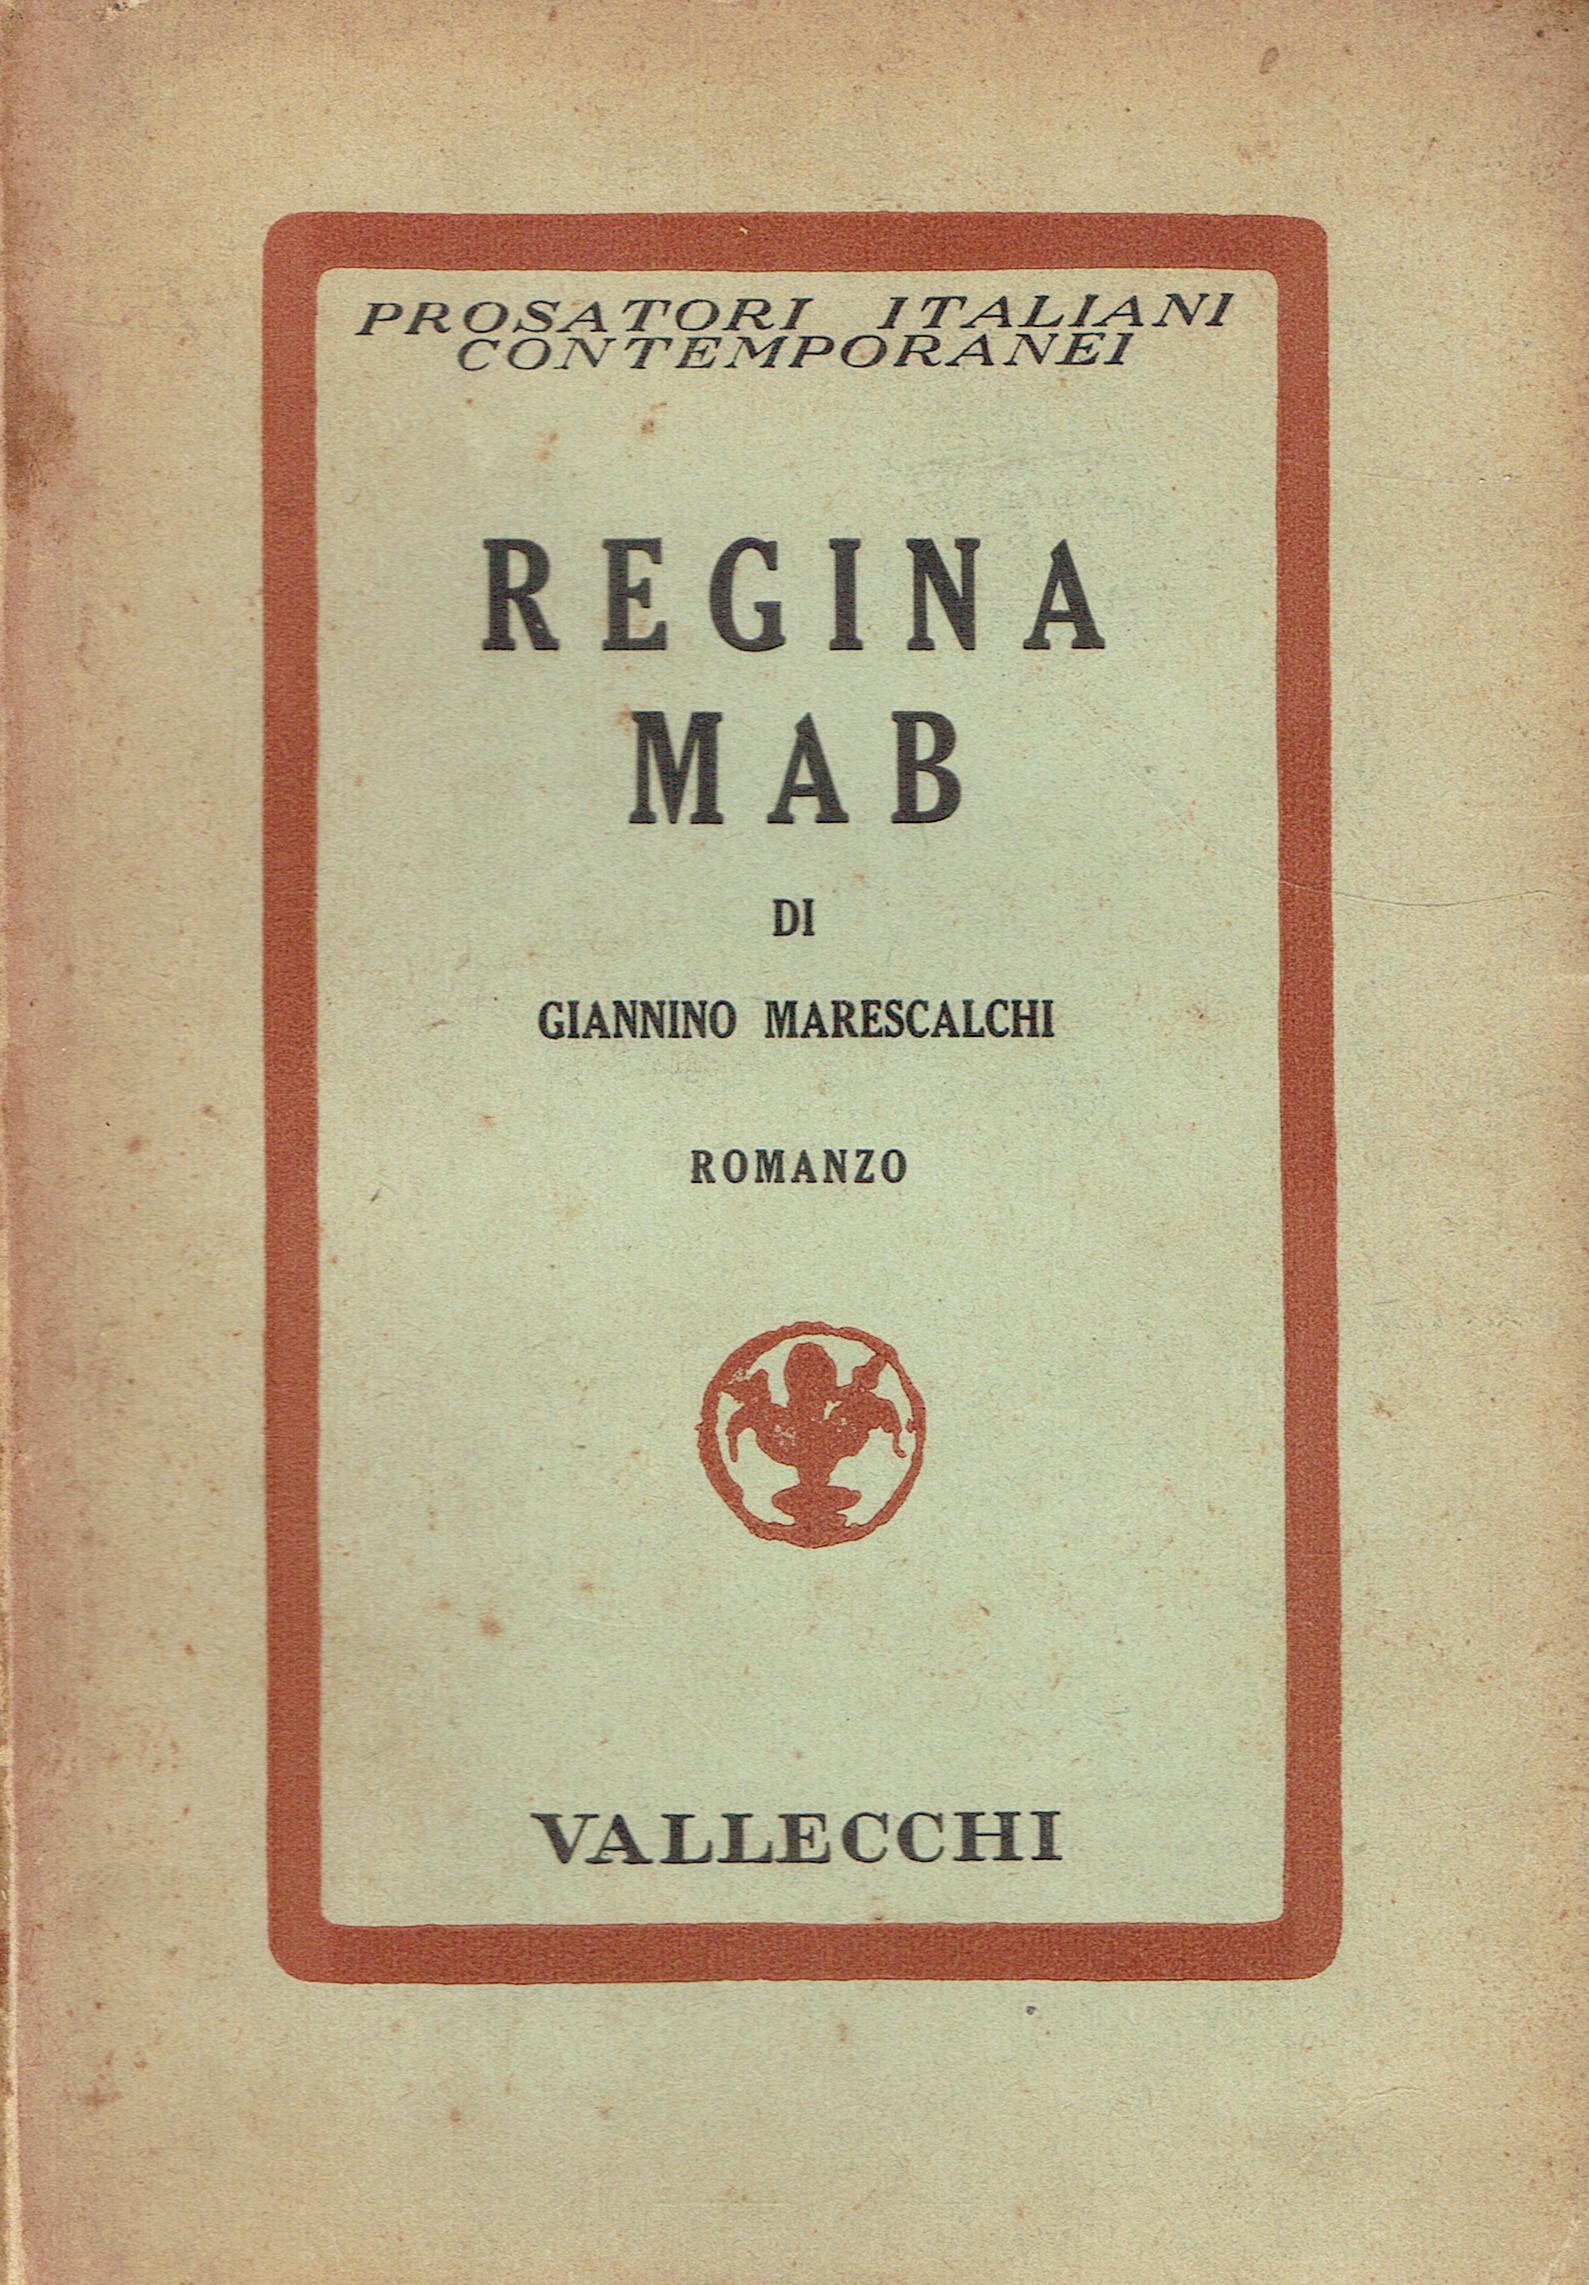 PROSATORI ITALIANI
CONTEMPORANEI
REGINA
MAB
DI
GIANNINO MARESCALCHI
ROMANZO
VALLECCHI